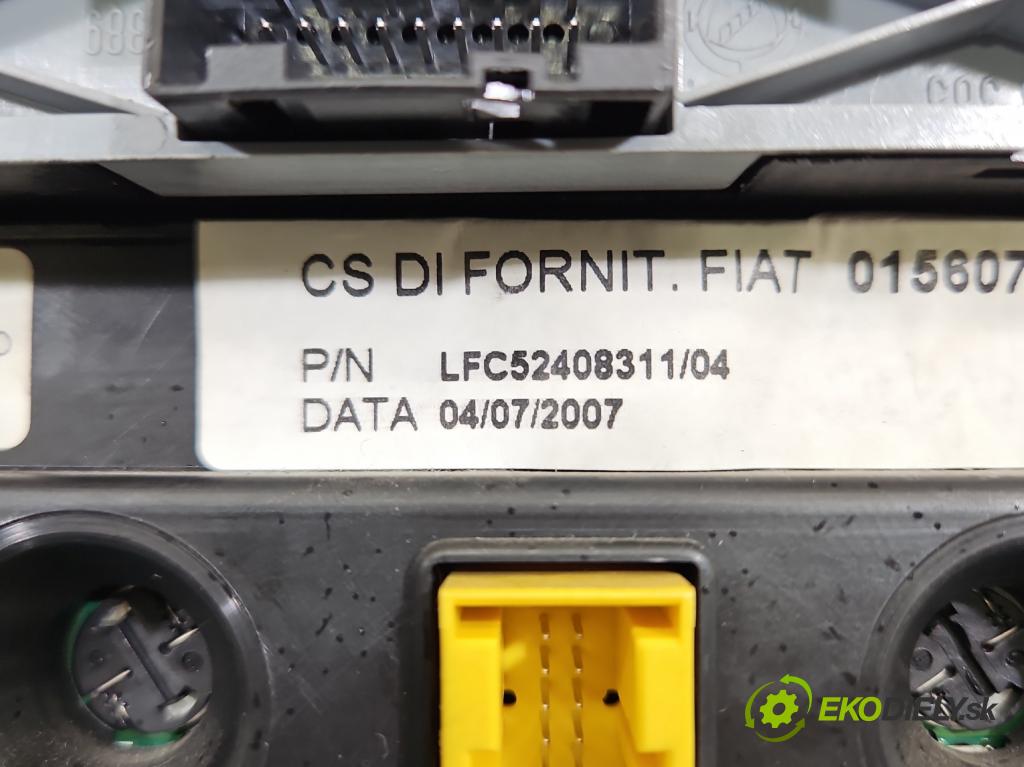 CS DI FORNIT. FIAT 015607
P/N LFC52408311/04
DATA 04/07/2007
EKODIELY.sk